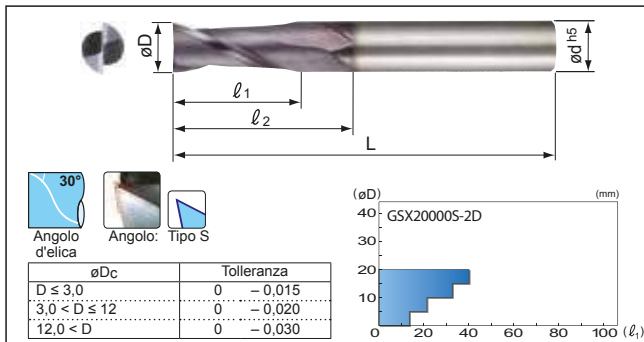 øD
ød h5
ℓ1
ℓ2
L
30°
Angolo d'elica
Angolo:
Tipo S
øDc Tolleranza
D ≤ 3,0 0 – 0,015
3,0 < D ≤ 12 0 – 0,020
12,0 < D 0 – 0,030
(øD) (mm)
GSX20000S-2D
40
30
20
10
0 20 40 60 80 100 (ℓ1)